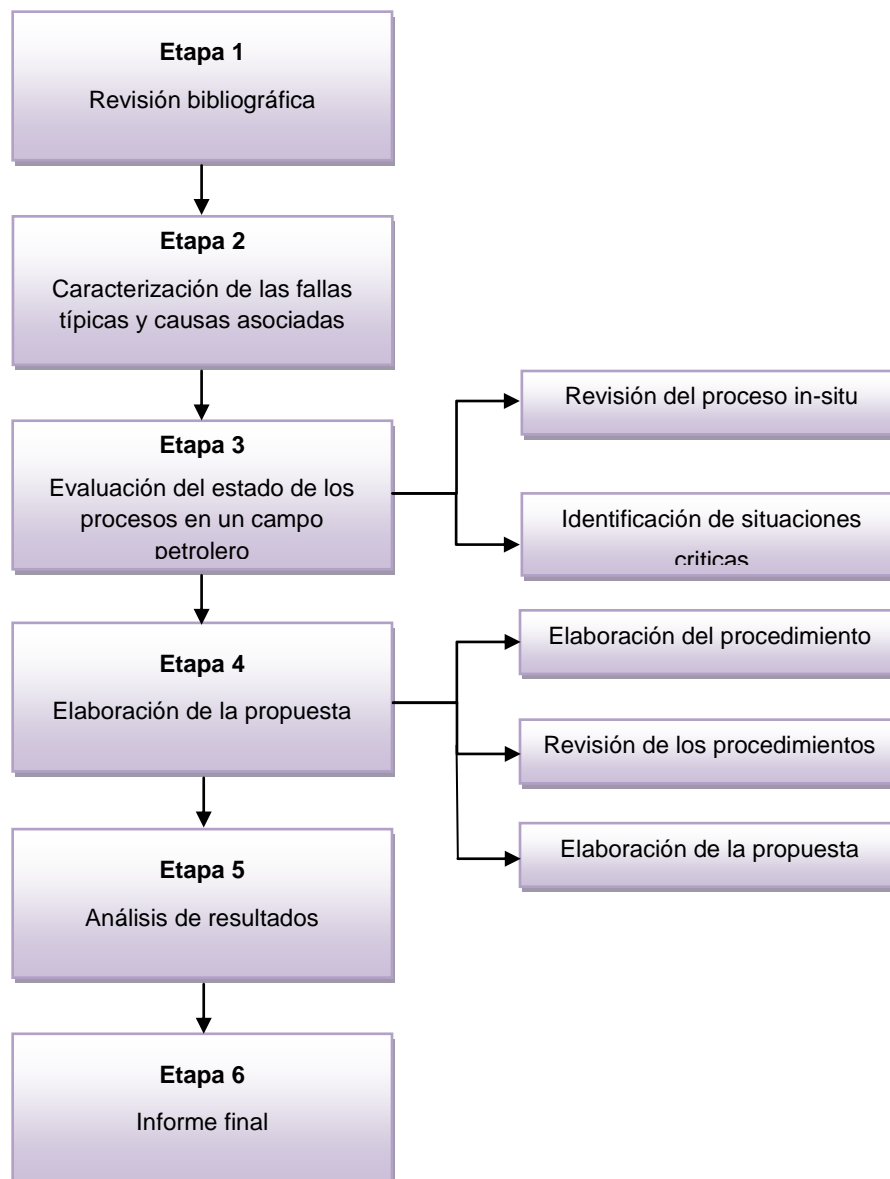 Etapa 1
Revisión bibliográfica
Etapa 2
Caracterización de las fallas
típicas y causas asociadas
Etapa 3
Evaluación del estado de los
procesos en un campo
petrolero
Revisión del proceso in-situ
Identificación de situaciones
criticas
Etapa 4
Elaboración de la propuesta
Elaboración del procedimiento
Revisión de los procedimientos
Elaboración de la propuesta
Etapa 5
Análisis de resultados
Etapa 6
Informe final